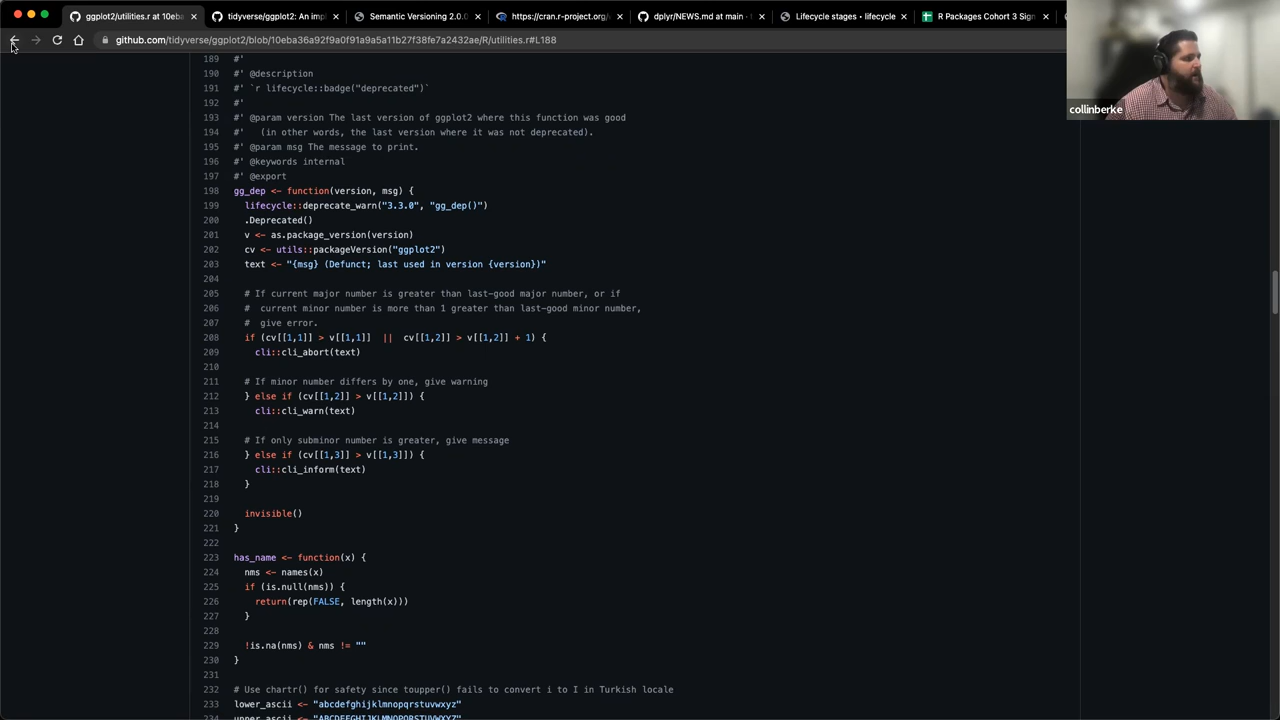 ggplot2/utilities.r at 10eba
tidyverse/ggplot2: An impl
Semantic Versioning 2.0.0
https://cran.r-project.org/
dplyr/NEWS.md at main ·
Lifecycle stages • lifecycle
R Packages Cohort 3 Sign
github.com/tidyverse/ggplot2/blob/10eba36a92f9a0f91a9a5a11b27f38fe7a2432ae/R/utilities.r#L188
collinberke
189 #'
190 #' @description
191 #' `r lifecycle::badge("deprecated")`
192 #'
193 #' @param version The last version of ggplot2 where this function was good
194 #'   (in other words, the last version where it was not deprecated).
195 #' @param msg The message to print.
196 #' @keywords internal
197 #' @export
198 gg_dep <- function(version, msg) {
199   lifecycle::deprecate_warn("3.3.0", "gg_dep()")
200   .Deprecated()
201   v <- as.package_version(version)
202   cv <- utils::packageVersion("ggplot2")
203   text <- "{msg} (Defunct; last used in version {version})"
204
205   # If current major number is greater than last-good major number, or if
206   #  current minor number is more than 1 greater than last-good minor number,
207   #  give error.
208   if (cv[[1,1]] > v[[1,1]]  ||  cv[[1,2]] > v[[1,2]] + 1) {
209     cli::cli_abort(text)
210
211   # If minor number differs by one, give warning
212   } else if (cv[[1,2]] > v[[1,2]]) {
213     cli::cli_warn(text)
214
215   # If only subminor number is greater, give message
216   } else if (cv[[1,3]] > v[[1,3]]) {
217     cli::cli_inform(text)
218   }
219
220   invisible()
221 }
222
223 has_name <- function(x) {
224   nms <- names(x)
225   if (is.null(nms)) {
226     return(rep(FALSE, length(x)))
227   }
228
229   !is.na(nms) & nms != ""
230 }
231
232 # Use chartr() for safety since toupper() fails to convert i to I in Turkish locale
233 lower_ascii <- "abcdefghijklmnopqrstuvwxyz"
234 upper_ascii <- "ABCDEFGHIJKLMNOPQRSTUVWXYZ"